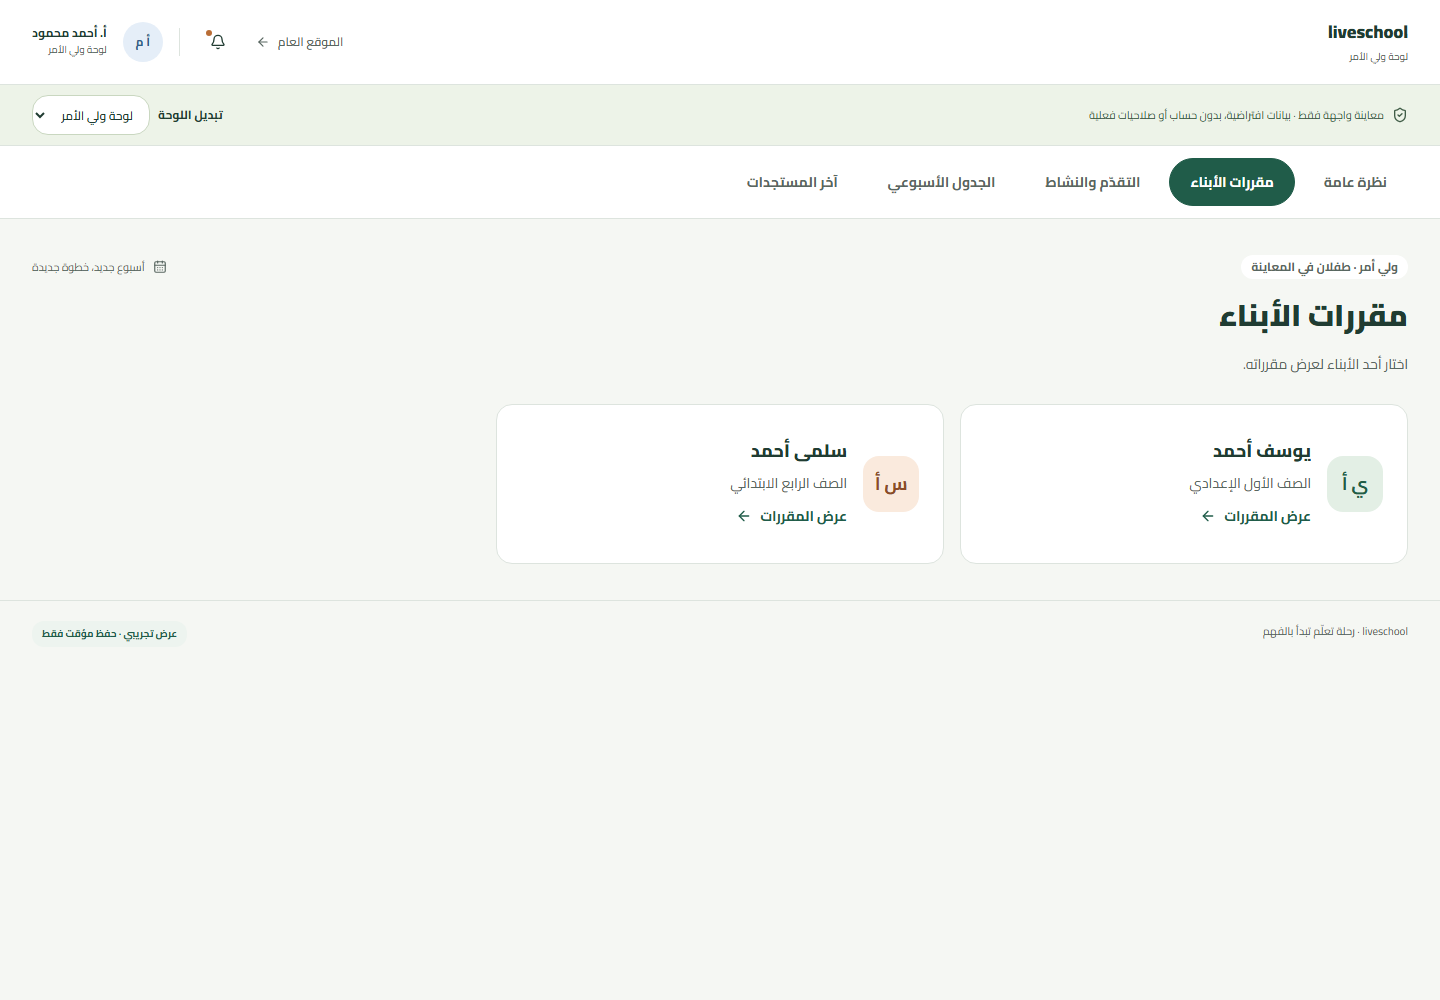 liveschool
لوحة ولي الأمر
الموقع العام
أ م
أ. أحمد محمود
لوحة ولي الأمر
معاينة واجهة فقط · بيانات افتراضية، بدون حساب أو صلاحيات فعلية
تبديل اللوحة
لوحة ولي الأمر
نظرة عامة
مقررات الأبناء
التقدّم والنشاط
الجدول الأسبوعي
آخر المستجدات
ولي أمر · طفلان في المعاينة
أسبوع جديد، خطوة جديدة
مقررات الأبناء
اختار أحد الأبناء لعرض مقرراته.
ي أ
يوسف أحمد
الصف الأول الإعدادي
عرض المقررات
س أ
سلمى أحمد
الصف الرابع الابتدائي
عرض المقررات
liveschool · رحلة تعلّم تبدأ بالفهم
عرض تجريبي · حفظ مؤقت فقط